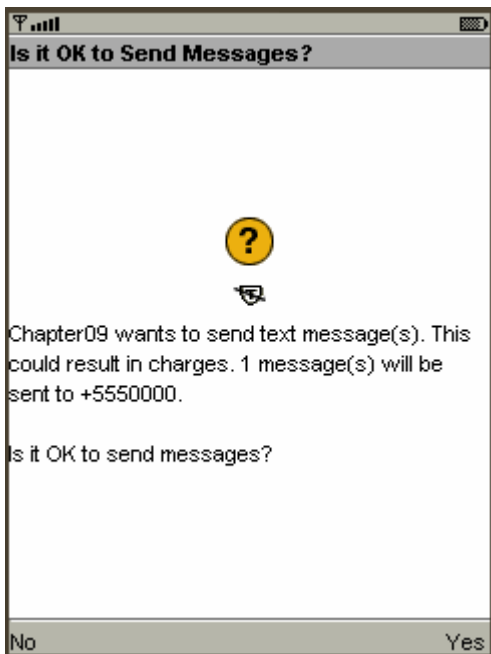 Is it OK to Send Messages?
?
Chapter09 wants to send text message(s). This
could result in charges. 1 message(s) will be
sent to +5550000.
Is it OK to send messages?
No Yes